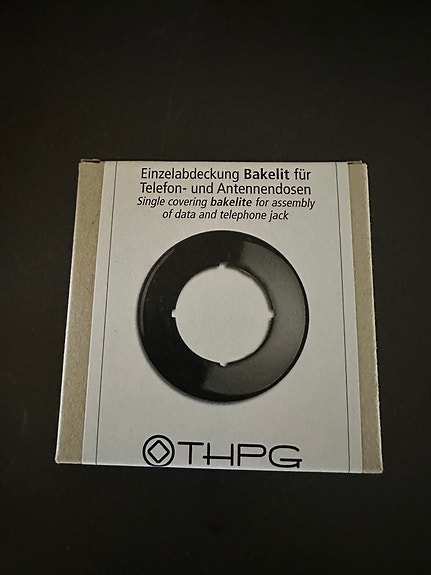 Einzelabdeckung Bakelit für
Telefon- und Antennendosen
Single covering bakelite for assembly
of data and telephone jack
THPG